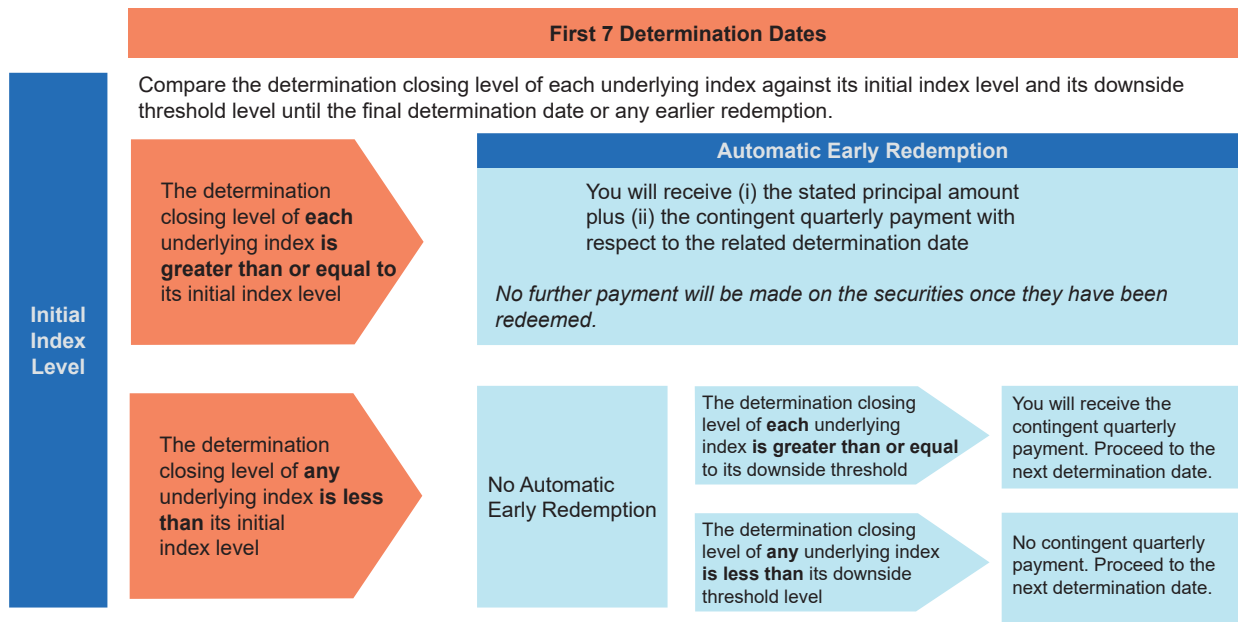 First 7 Determination Dates
Compare the determination closing level of each underlying index against its initial index level and its downside
threshold level until the final determination date or any earlier redemption.
Initial
Index
Level
The determination
closing level of each
underlying index is
greater than or equal to
its initial index level
Automatic Early Redemption
You will receive (i) the stated principal amount
plus (ii) the contingent quarterly payment with
respect to the related determination date
No further payment will be made on the securities once they have been
redeemed.
The determination
closing level of any
underlying index is less
than its initial
index level
No Automatic
Early Redemption
The determination closing
level of each underlying
index is greater than or equal
to its downside threshold
You will receive the
contingent quarterly
payment. Proceed to the
next determination date.
The determination closing
level of any underlying index
is less than its downside
threshold level
No contingent quarterly
payment. Proceed to the
next determination date.